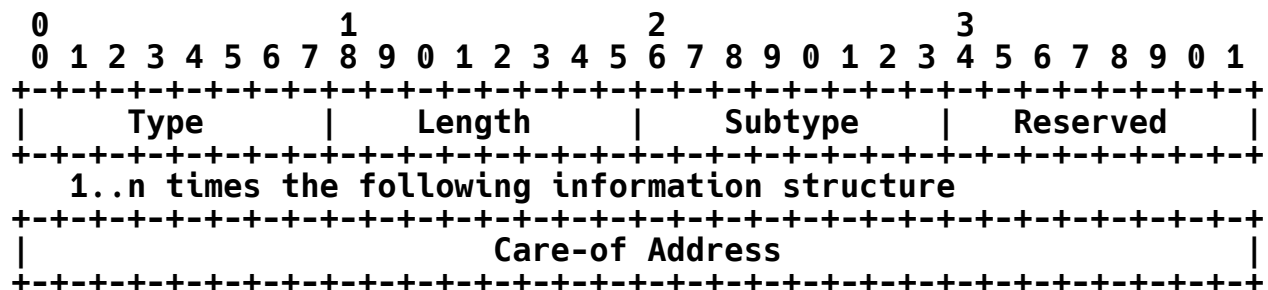 0               1               2               3
 0 1 2 3 4 5 6 7 8 9 0 1 2 3 4 5 6 7 8 9 0 1 2 3 4 5 6 7 8 9 0 1
+-+-+-+-+-+-+-+-+-+-+-+-+-+-+-+-+-+-+-+-+-+-+-+-+-+-+-+-+-+-+-+-+
|     Type      |    Length     |    Subtype    |   Reserved    |
+-+-+-+-+-+-+-+-+-+-+-+-+-+-+-+-+-+-+-+-+-+-+-+-+-+-+-+-+-+-+-+-+
   1..n times the following information structure
+-+-+-+-+-+-+-+-+-+-+-+-+-+-+-+-+-+-+-+-+-+-+-+-+-+-+-+-+-+-+-+-+
|                        Care-of Address                        |
+-+-+-+-+-+-+-+-+-+-+-+-+-+-+-+-+-+-+-+-+-+-+-+-+-+-+-+-+-+-+-+-+